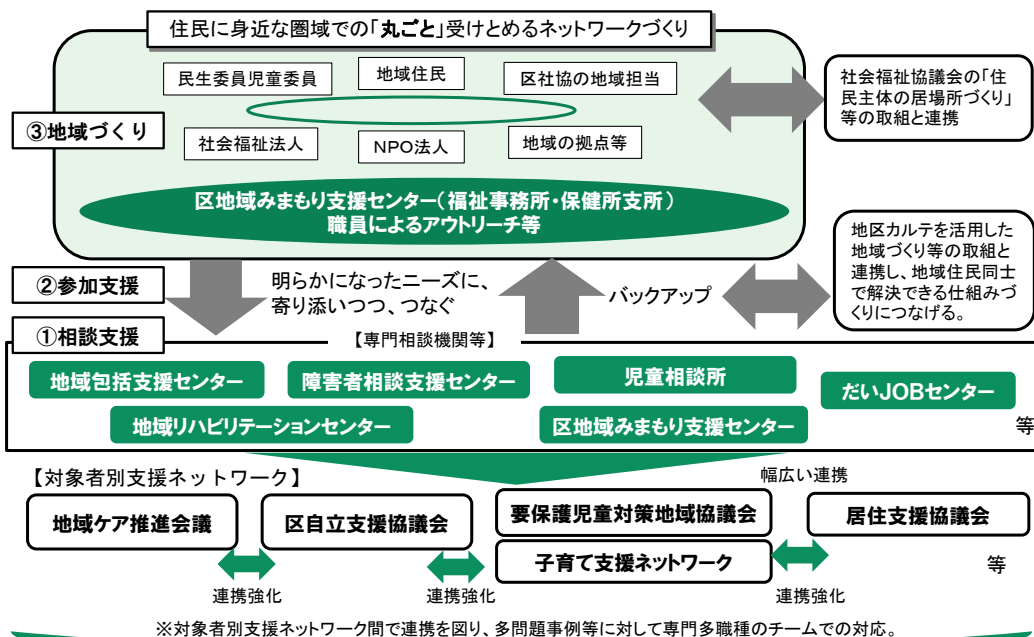 住民に身近な圏域での「丸ごと」受けとめるネットワークづくり
民生委員児童委員
地域住民
区社協の地域担当
社会福祉法人
NPO法人
地域の拠点等
③地域づくり
区地域みまもり支援センター（福祉事務所・保健所支所）
職員によるアウトリーチ等
社会福祉協議会の「住
民主体の居場所づくり」
等の取組と連携
②参加支援
明らかになったニーズに、
寄り添いつつ、つなぐ
バックアップ
地区カルテを活用した
地域づくり等の取組と
連携し、地域住民同士
で解決できる仕組みづ
くりにつなげる。
①相談支援
【専門相談機関等】
地域包括支援センター
障害者相談支援センター
児童相談所
だいJOBセンター
地域リハビリテーションセンター
区地域みまもり支援センター
等
【対象者別支援ネットワーク】
幅広い連携
地域ケア推進会議
区自立支援協議会
要保護児童対策地域協議会
居住支援協議会
子育て支援ネットワーク
等
連携強化
連携強化
連携強化
※対象者別支援ネットワーク間で連携を図り、多問題事例等に対して専門多職種のチームでの対応。